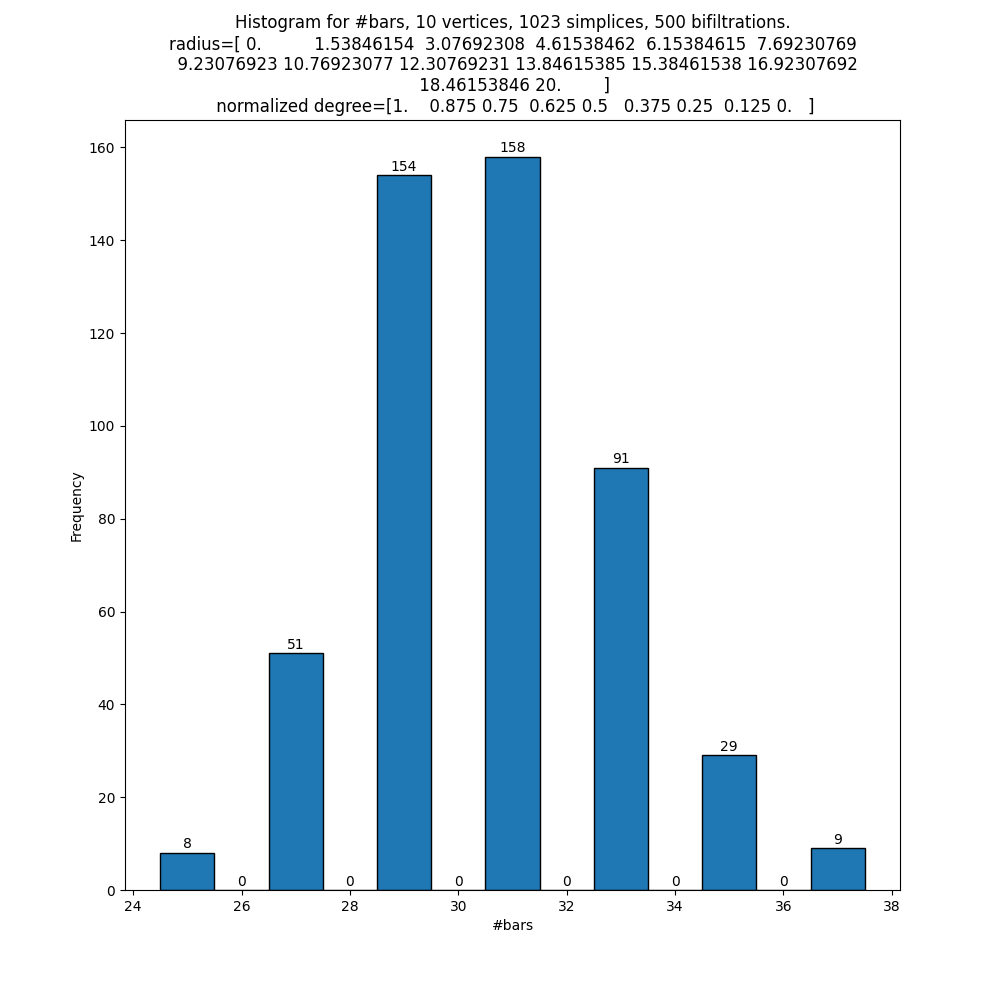 Histogram for #bars, 10 vertices, 1023 simplices, 500 bifiltrations.
radius=[ 0. 1.53846154 3.07692308 4.61538462 6.15384615 7.69230769
9.23076923 10.76923077 12.30769231 13.84615385 15.38461538 16.92307692
18.46153846 20. ]
normalized degree=[1. 0.875 0.75 0.625 0.5 0.375 0.25 0.125 0. ]
160
140
120
100
80
60
40
20
0
Frequency
8
0
51
0
154
0
158
0
91
0
29
0
9
24 26 28 30 32 34 36 38
#bars